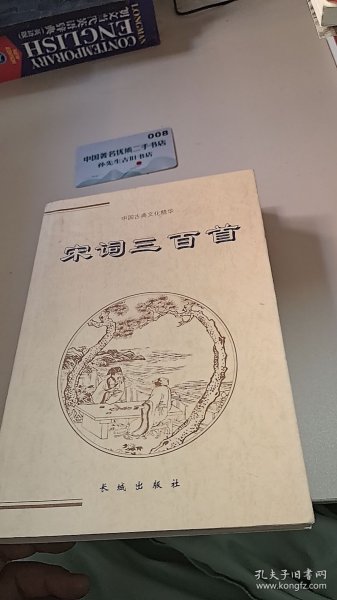 LONGMAN
CONTEMPORARY
ENGLISH
008
中国著名优质二手书店
孙先生古旧书店
中国古典文化精华
宋词三百首
长城出版社
孔夫子旧书网
www.kongfz.com